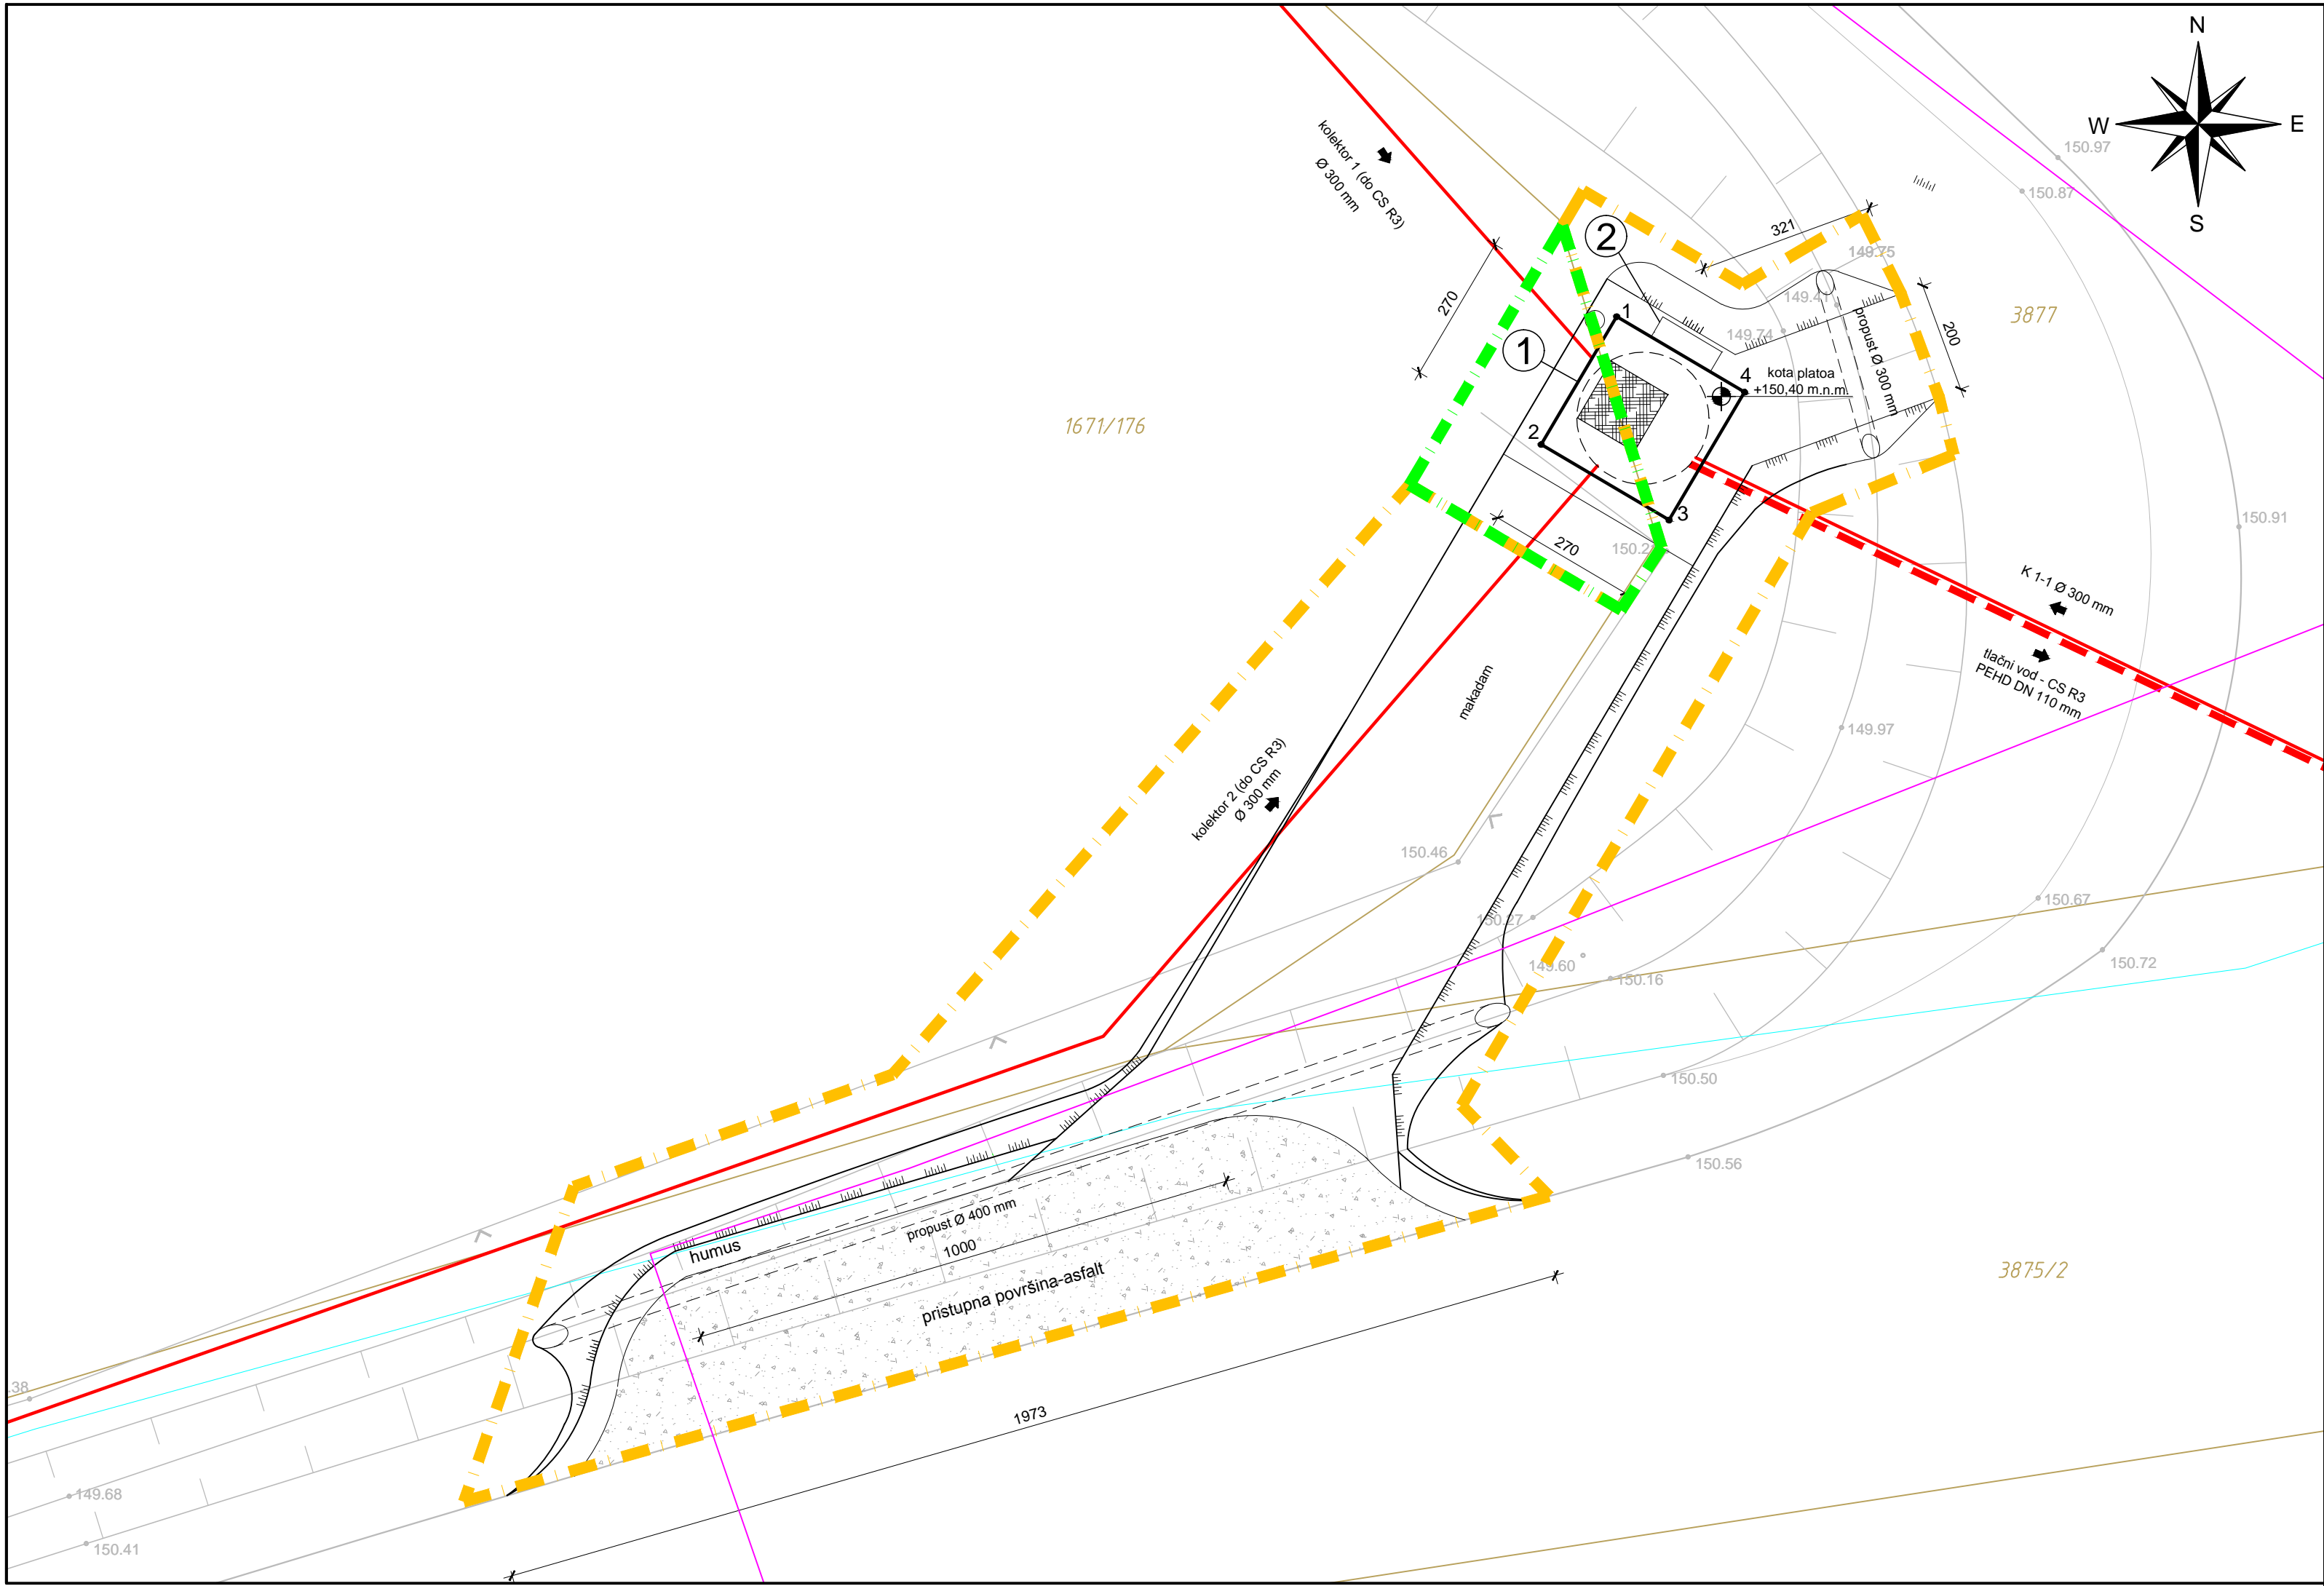 N
W
E
S
150.97
150.87
kolektor 1 (do CS R3)
Ø 300 mm
2
321
149.75
270
149.41
3877
1
149.74
propust Ø 300 mm
200
1
kota platoa
4
+150,40 m.n.m.
1671/176
2
3
270
150.91
K 1-1 Ø 300 mm
tlačni vod - CS R3
PEHD DN 110 mm
makadam
149.97
kolektor 2 (do CS R3)
Ø 300 mm
150.46
150.67
150.27
149.60
150.16
150.72
150.50
150.56
propust Ø 400 mm
humus
1000
pristupna površina-asfalt
3875/2
1973
.38
149.68
150.41